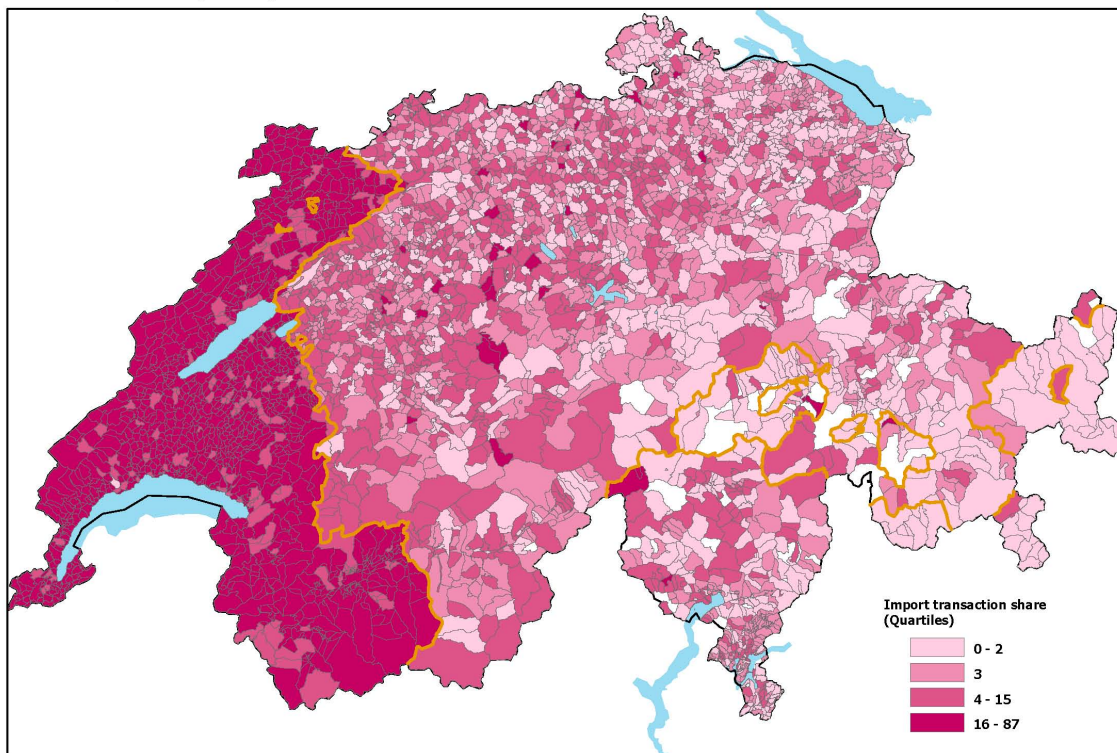 Import transaction share
(Quartiles)
0 - 2
3
4 - 15
16 - 87